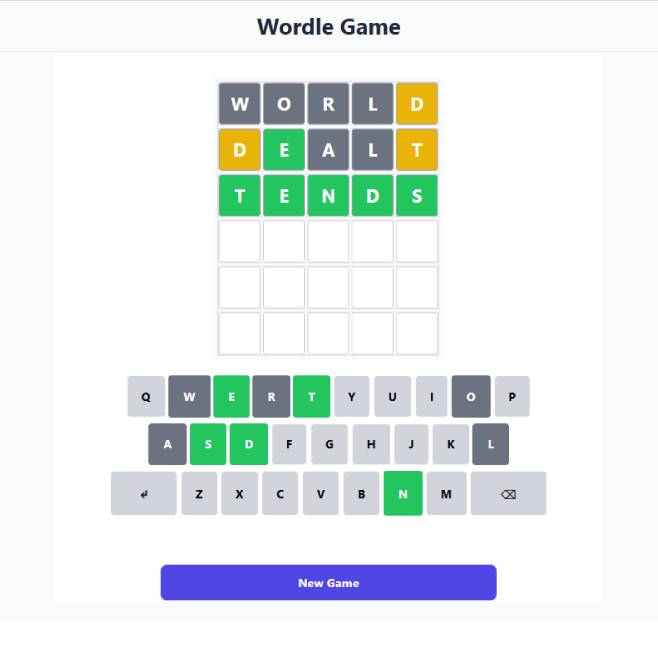 Wordle Game
W O R L D
D E A L T
T E N D S
Q W E R T Y U I O P
A S D F G H J K L
↲ Z X C V B N M ⌫
New Game